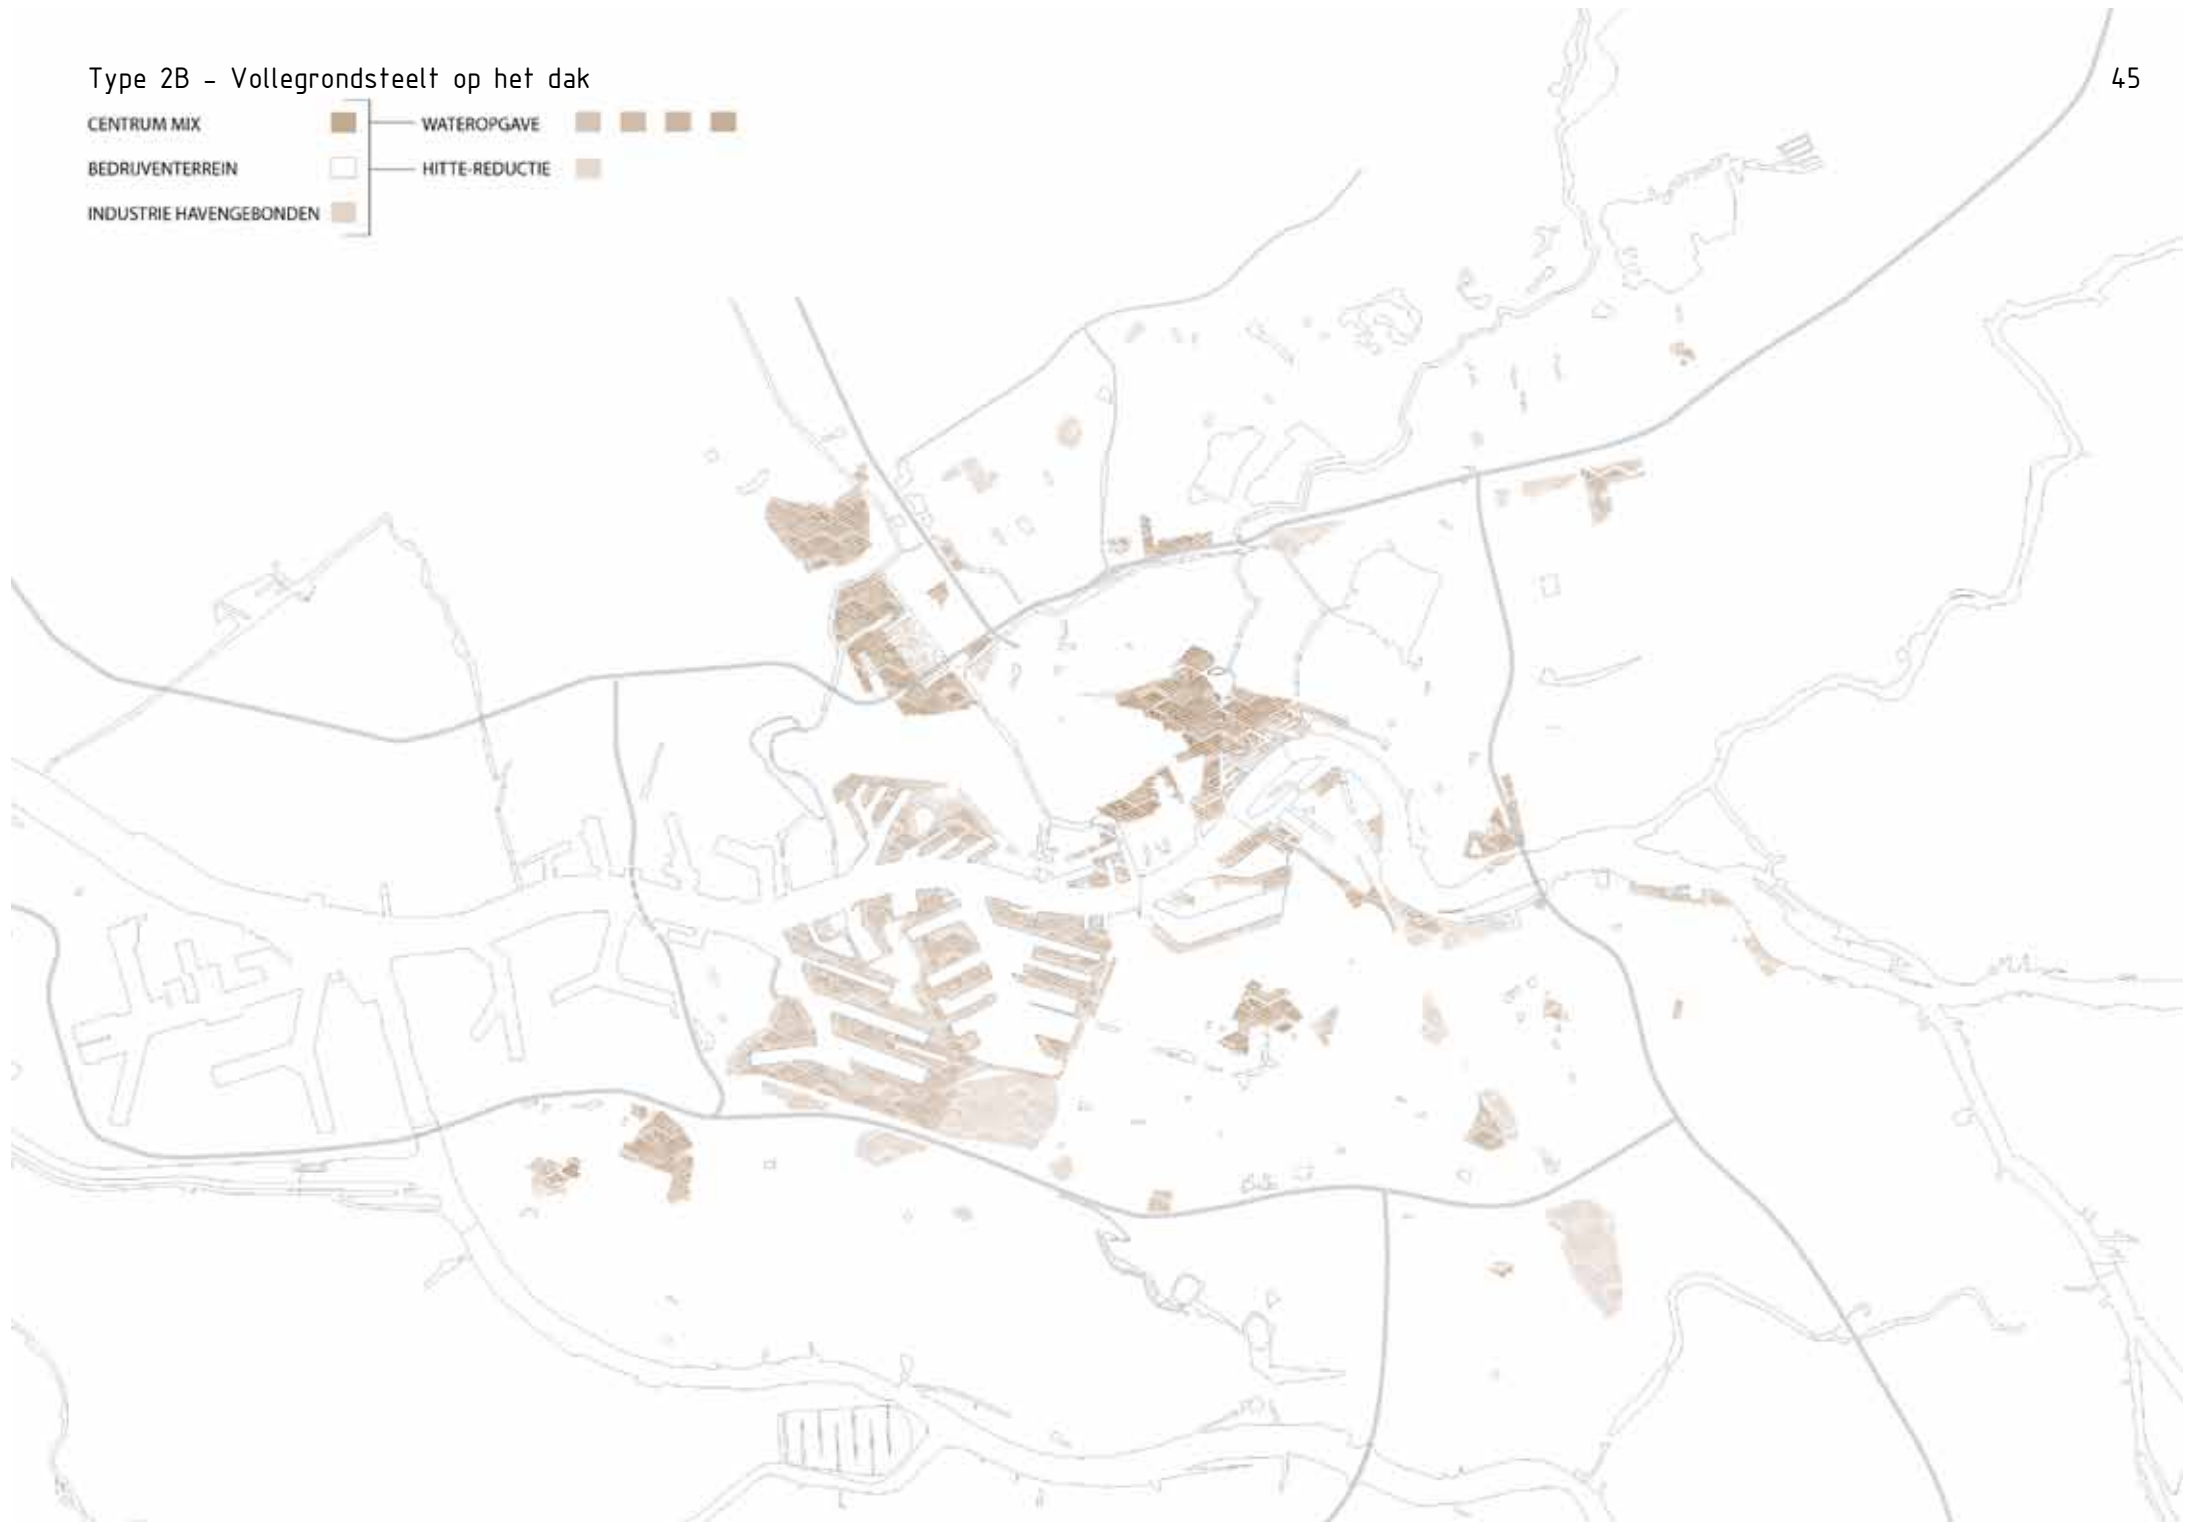 Type 2B - Vollegrondsteelt op het dak
45
CENTRUM MIX
WATEROPGAVE
BEDRIJVENTERREIN
HITTE-REDUCTIE
INDUSTRIE HAVENGEBONDEN